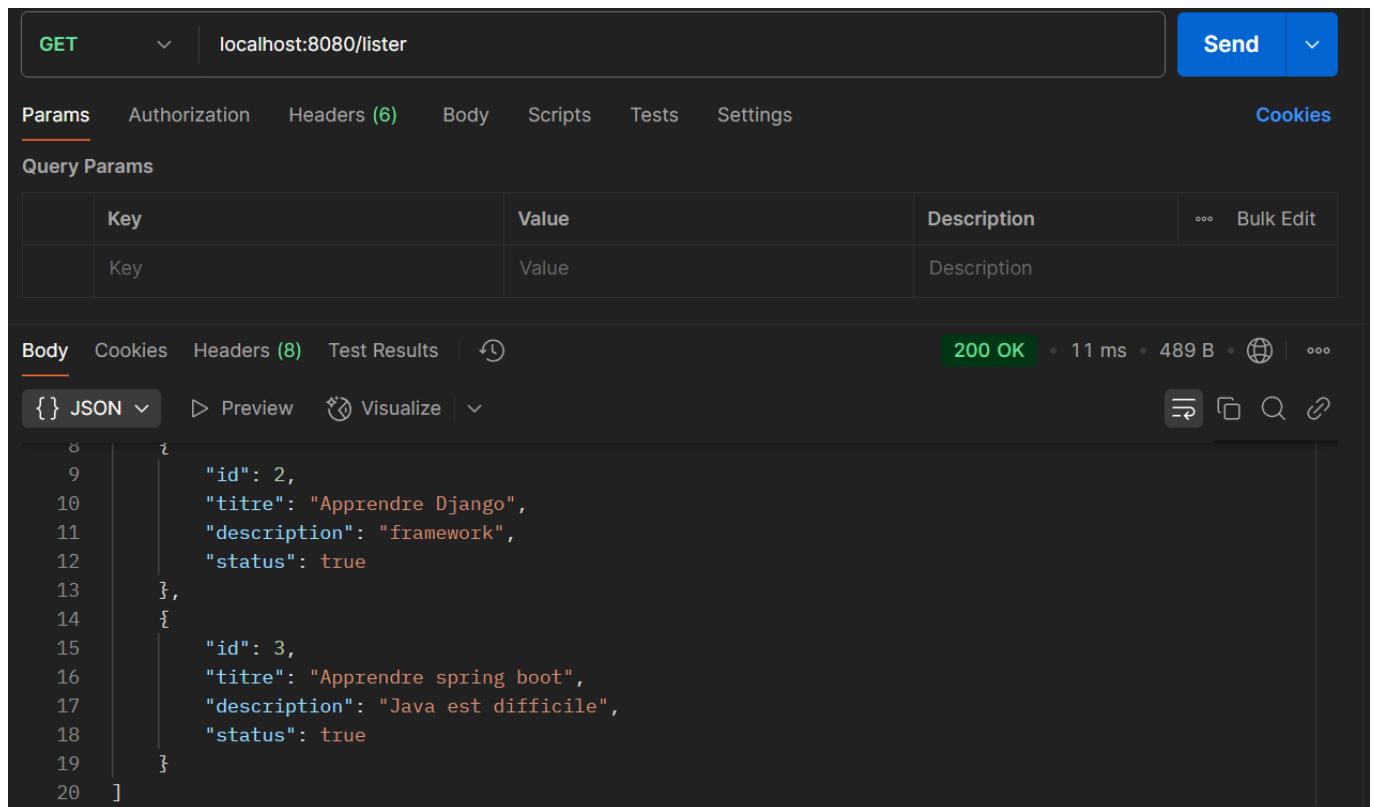 GET localhost:8080/lister Send
Params Authorization Headers (6) Body Scripts Tests Settings Cookies
Query Params
Key Value Description ooo Bulk Edit
Key Value Description
Body Cookies Headers (8) Test Results 200 OK • 11 ms • 489 B • ooo
{} JSON Preview Visualize
8 {
9 "id": 2,
10 "titre": "Apprendre Django",
11 "description": "framework",
12 "status": true
13 },
14 {
15 "id": 3,
16 "titre": "Apprendre spring boot",
17 "description": "Java est difficile",
18 "status": true
19 }
20 ]